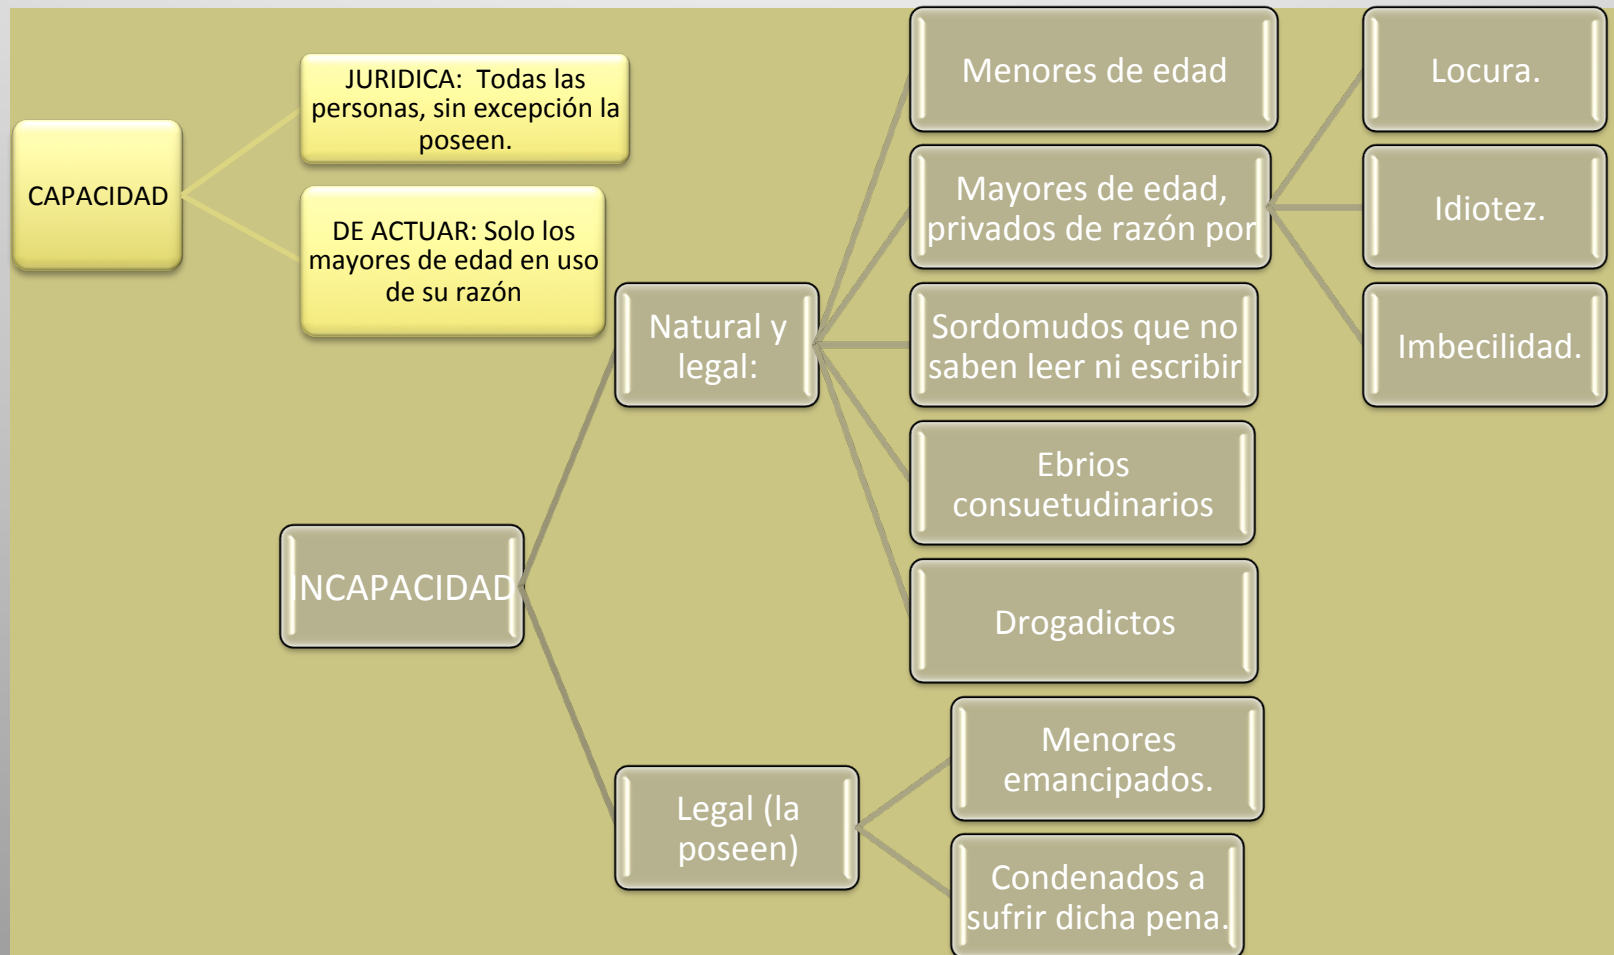 CAPACIDAD
JURIDICA:  Todas las
personas, sin excepción la
poseen.
DE ACTUAR: Solo los
mayores de edad en uso
de su razón
NCAPACIDAD
Natural y
legal:
Menores de edad
Mayores de edad,
privados de razón por
Locura.
Idiotez.
Imbecilidad.
Sordomudos que no
saben leer ni escribir
Ebrios
consuetudinarios
Drogadictos
Legal (la
poseen)
Menores
emancipados.
Condenados a
sufrir dicha pena.